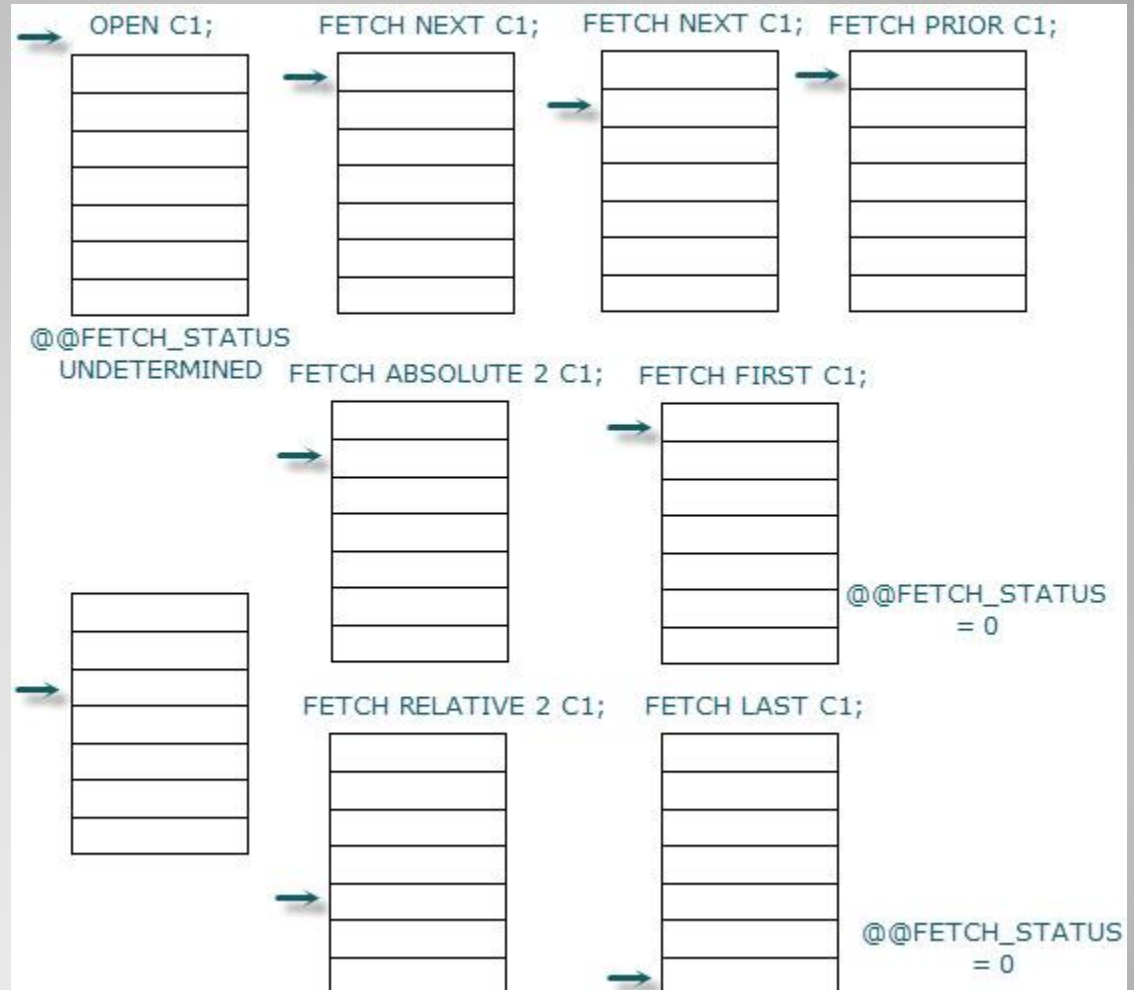 OPEN C1;
FETCH NEXT C1;
FETCH NEXT C1;
FETCH PRIOR C1;
@@FETCH_STATUS
UNDETERMINED
FETCH ABSOLUTE 2 C1;
FETCH FIRST C1;
@@FETCH_STATUS
= 0
FETCH RELATIVE 2 C1;
FETCH LAST C1;
@@FETCH_STATUS
= 0